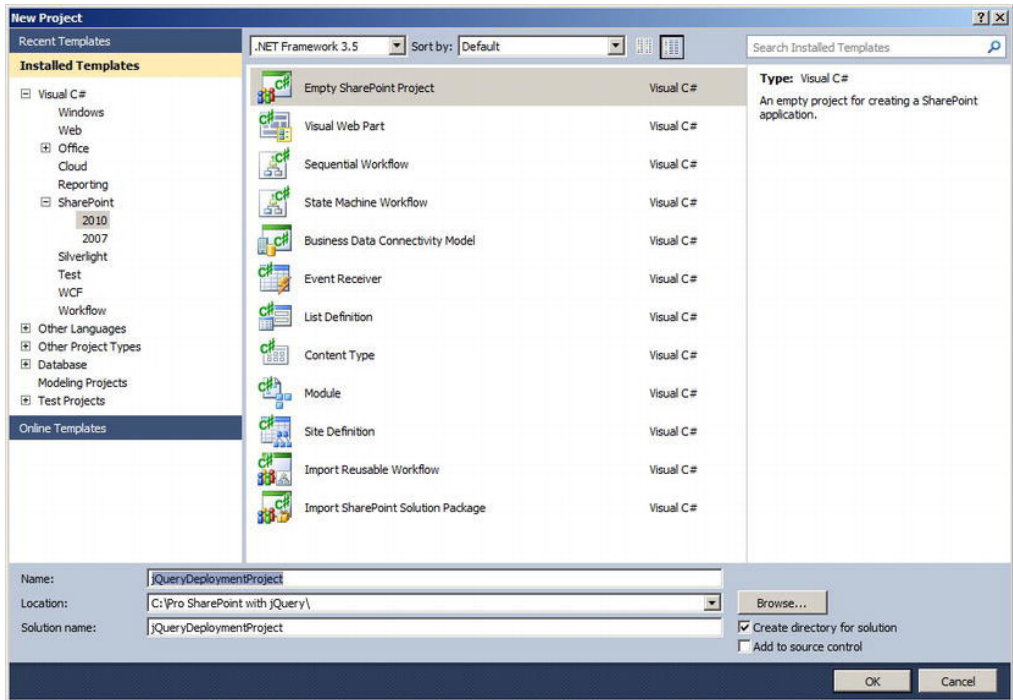 New Project
Recent Templates
Installed Templates
Visual C#
Windows
Web
Office
Cloud
Reporting
SharePoint
2010
2007
Silverlight
Test
WCF
Workflow
Other Languages
Other Project Types
Database
Modeling Projects
Test Projects
Online Templates
.NET Framework 3.5 Sort by: Default
Empty SharePoint Project Visual C#
Visual Web Part Visual C#
Sequential Workflow Visual C#
State Machine Workflow Visual C#
Business Data Connectivity Model Visual C#
Event Receiver Visual C#
List Definition Visual C#
Content Type Visual C#
Module Visual C#
Site Definition Visual C#
Import Reusable Workflow Visual C#
Import SharePoint Solution Package Visual C#
Search Installed Templates
Type: Visual C#
An empty project for creating a SharePoint
application.
Name: jQueryDeploymentProject
Location: C:\Pro SharePoint with jQuery\ Browse...
Solution name: jQueryDeploymentProject Create directory for solution
Add to source control
OK Cancel